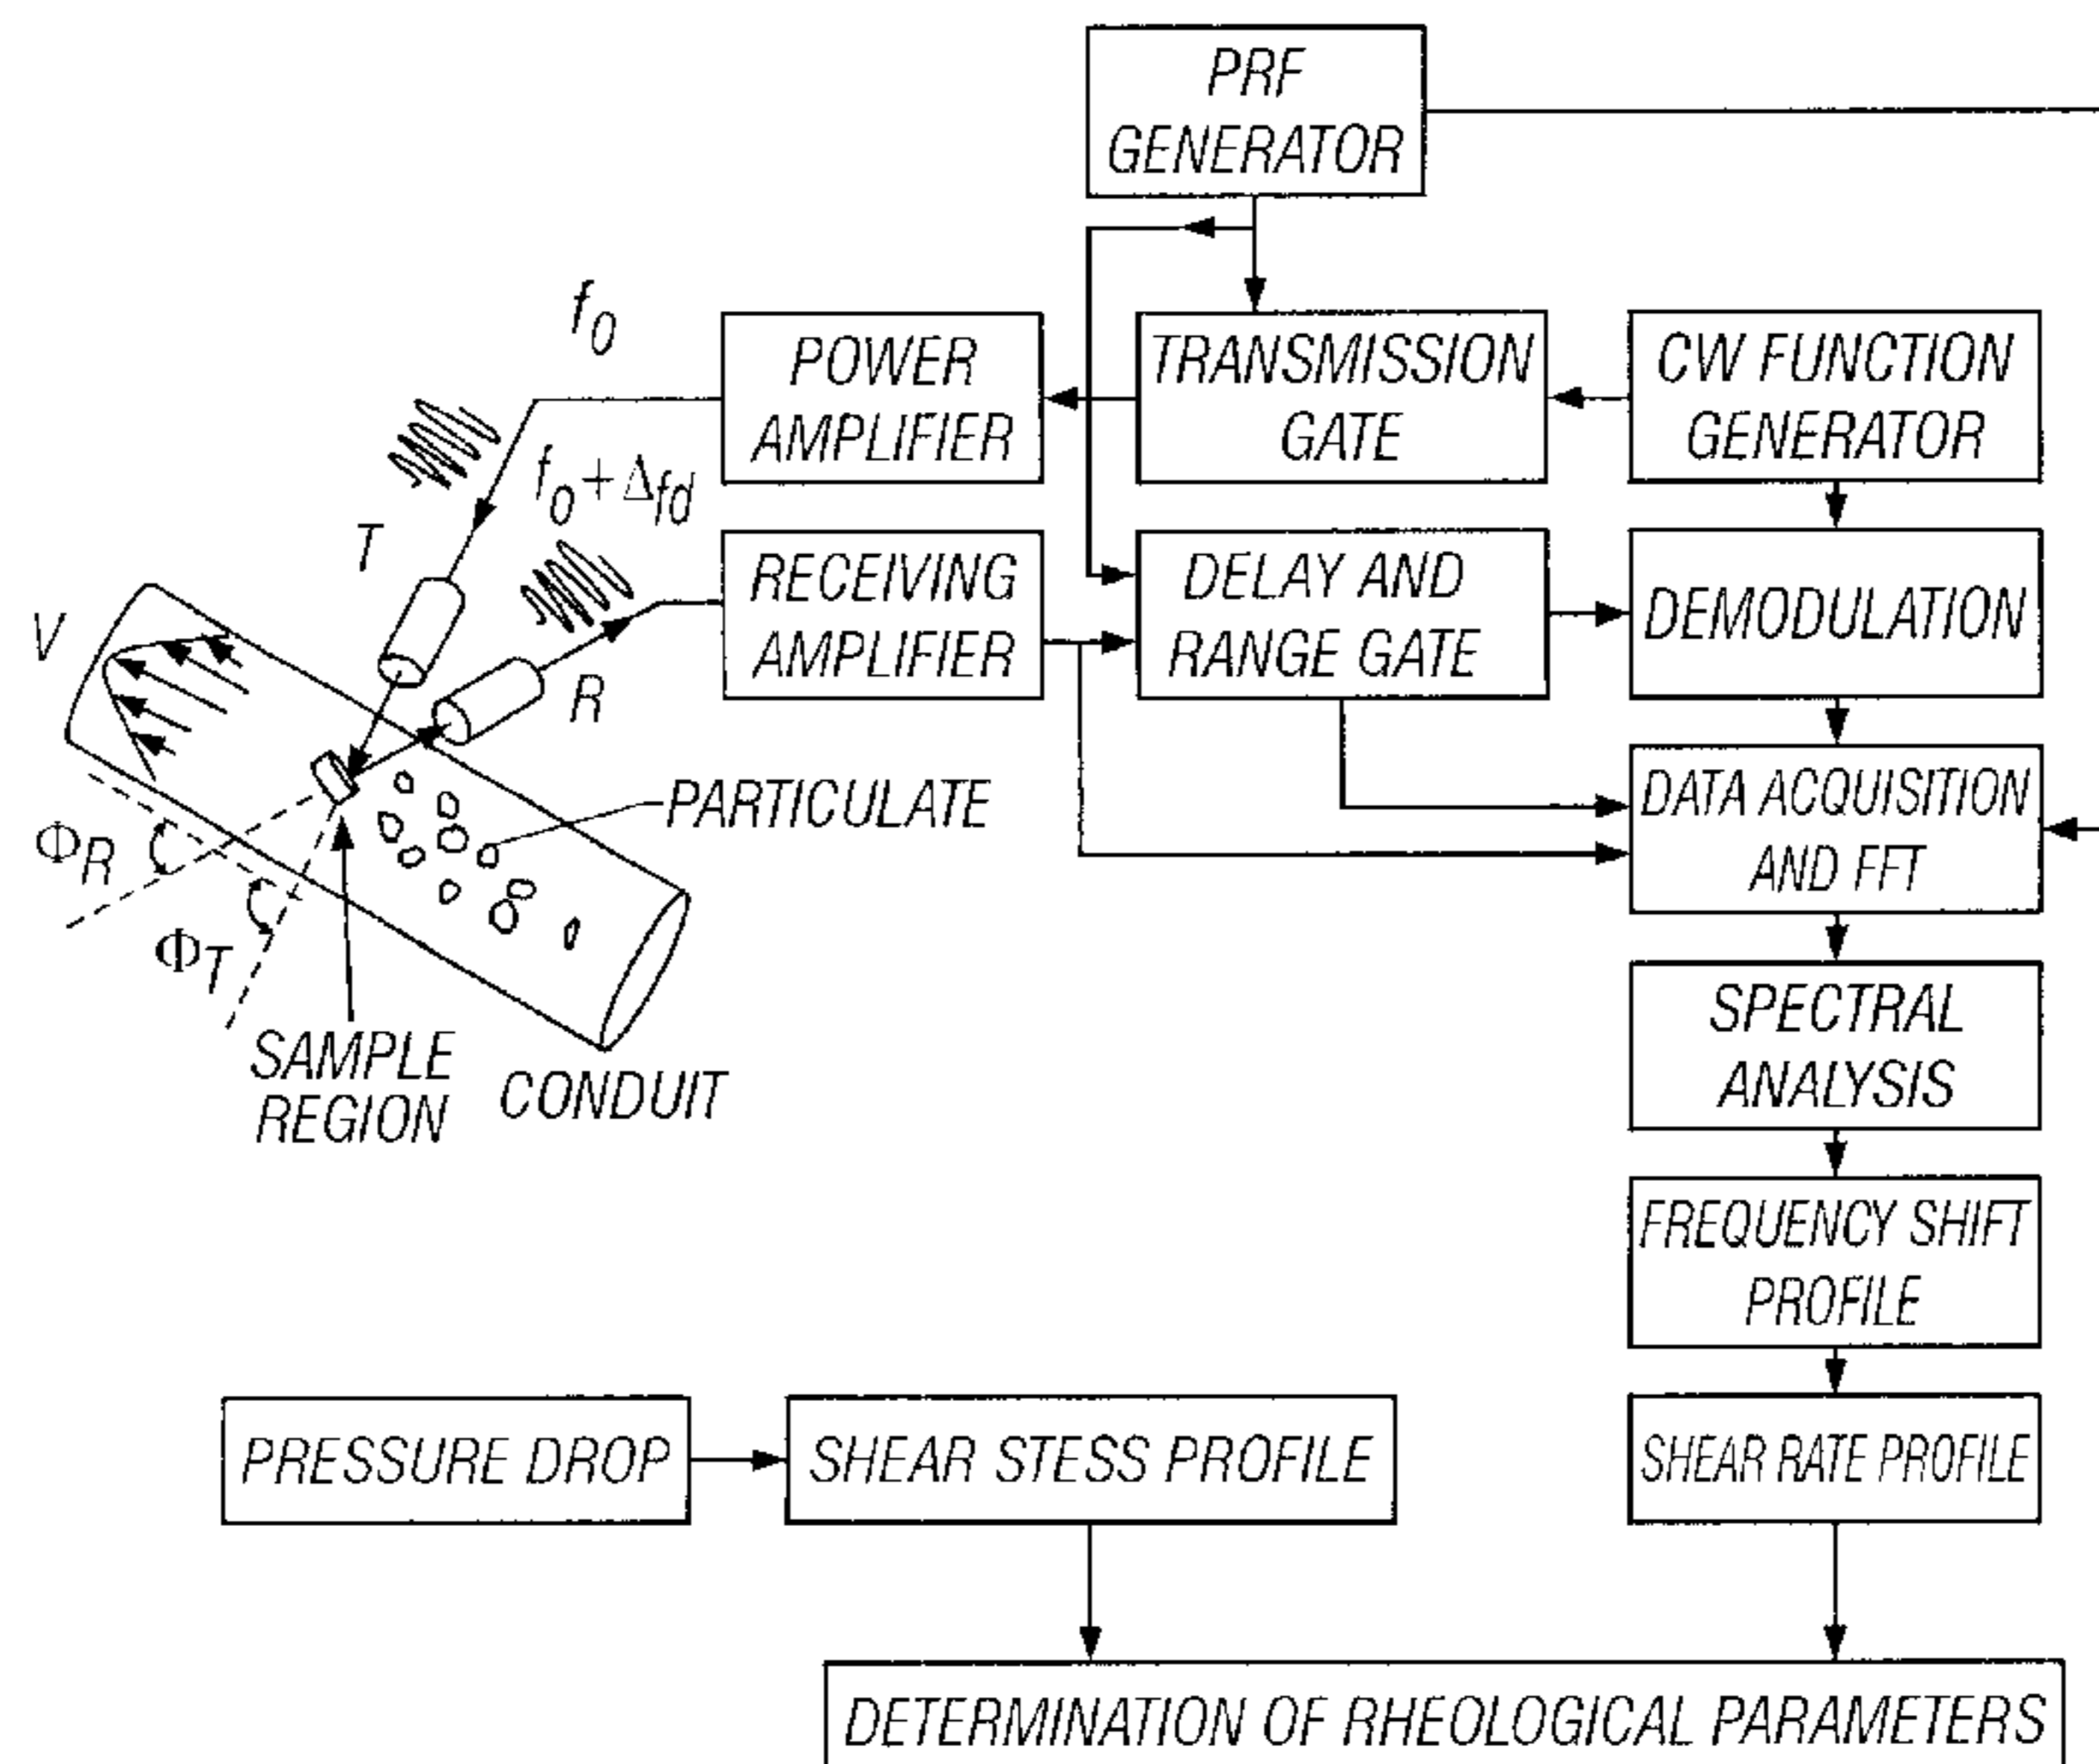 PRF
GENERATOR
f0
POWER
AMPLIFIER
TRANSMISSION
GATE
CW FUNCTION
GENERATOR
f0+Δfd
T
RECEIVING
AMPLIFIER
DELAY AND
RANGE GATE
DEMODULATION
V
R
PARTICULATE
DATA ACQUISITION
AND FFT
ΦR
ΦT
SAMPLE
REGION
CONDUIT
SPECTRAL
ANALYSIS
FREQUENCY SHIFT
PROFILE
PRESSURE DROP
SHEAR STESS PROFILE
SHEAR RATE PROFILE
DETERMINATION OF RHEOLOGICAL PARAMETERS